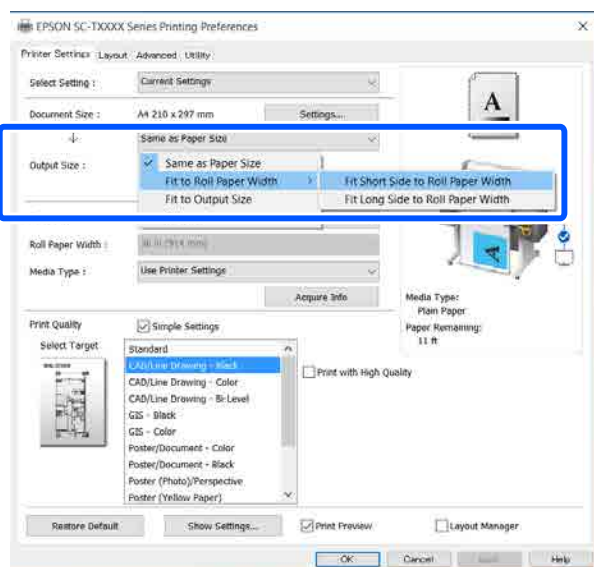 EPSON SC-TXXXX Series Printing Preferences
Printer Settings Layout Advanced Utility
Select Setting : Current Settings
Document Size : A4 210 x 297 mm Settings...
Same as Paper Size
Output Size : Same as Paper Size
Fit to Roll Paper Width Fit Short Side to Roll Paper Width
Fit to Output Size Fit Long Side to Roll Paper Width
Roll Paper Width :
Media Type : Use Printer Settings
Acquire Info
Media Type:
Plain Paper
Paper Remaining:
11 ft
Print Quality Simple Settings
Select Target
Standard
CAD/Line Drawing - Black
CAD/Line Drawing - Color
CAD/Line Drawing - Bi-Level
GIS - Black
GIS - Color
Poster/Document - Color
Poster/Document - Black
Poster (Photo)/Perspective
Poster (Yellow Paper)
Print with High Quality
A
A
Restore Default Show Settings... Print Preview Layout Manager
OK Cancel Help